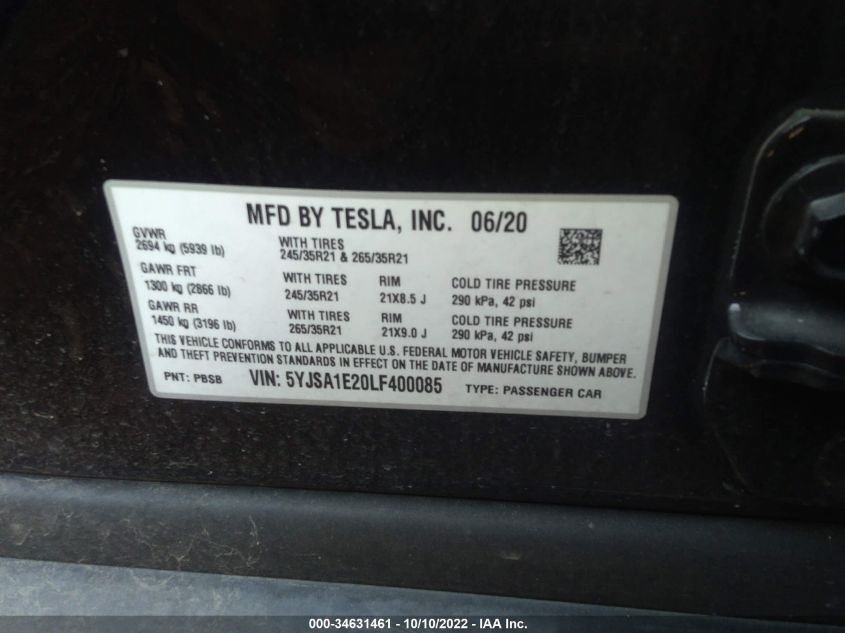 MFD BY TESLA, INC. 06/20
GVWR
2694 kg (5939 lb)
WITH TIRES
245/35R21 & 265/35R21
GAWR FRT
1300 kg (2866 lb)
WITH TIRES
245/35R21
RIM
21X8.5 J
COLD TIRE PRESSURE
290 kPa, 42 psi
GAWR RR
1450 kg (3196 lb)
WITH TIRES
265/35R21
RIM
21X9.0 J
COLD TIRE PRESSURE
290 kPa, 42 psi
THIS VEHICLE CONFORMS TO ALL APPLICABLE U.S. FEDERAL MOTOR VEHICLE SAFETY, BUMPER
AND THEFT PREVENTION STANDARDS IN EFFECT ON THE DATE OF MANUFACTURE SHOWN ABOVE.
PNT: PBSB VIN: 5YJSA1E20LF400085 TYPE: PASSENGER CAR
000-34631461 - 10/10/2022 - IAA Inc.